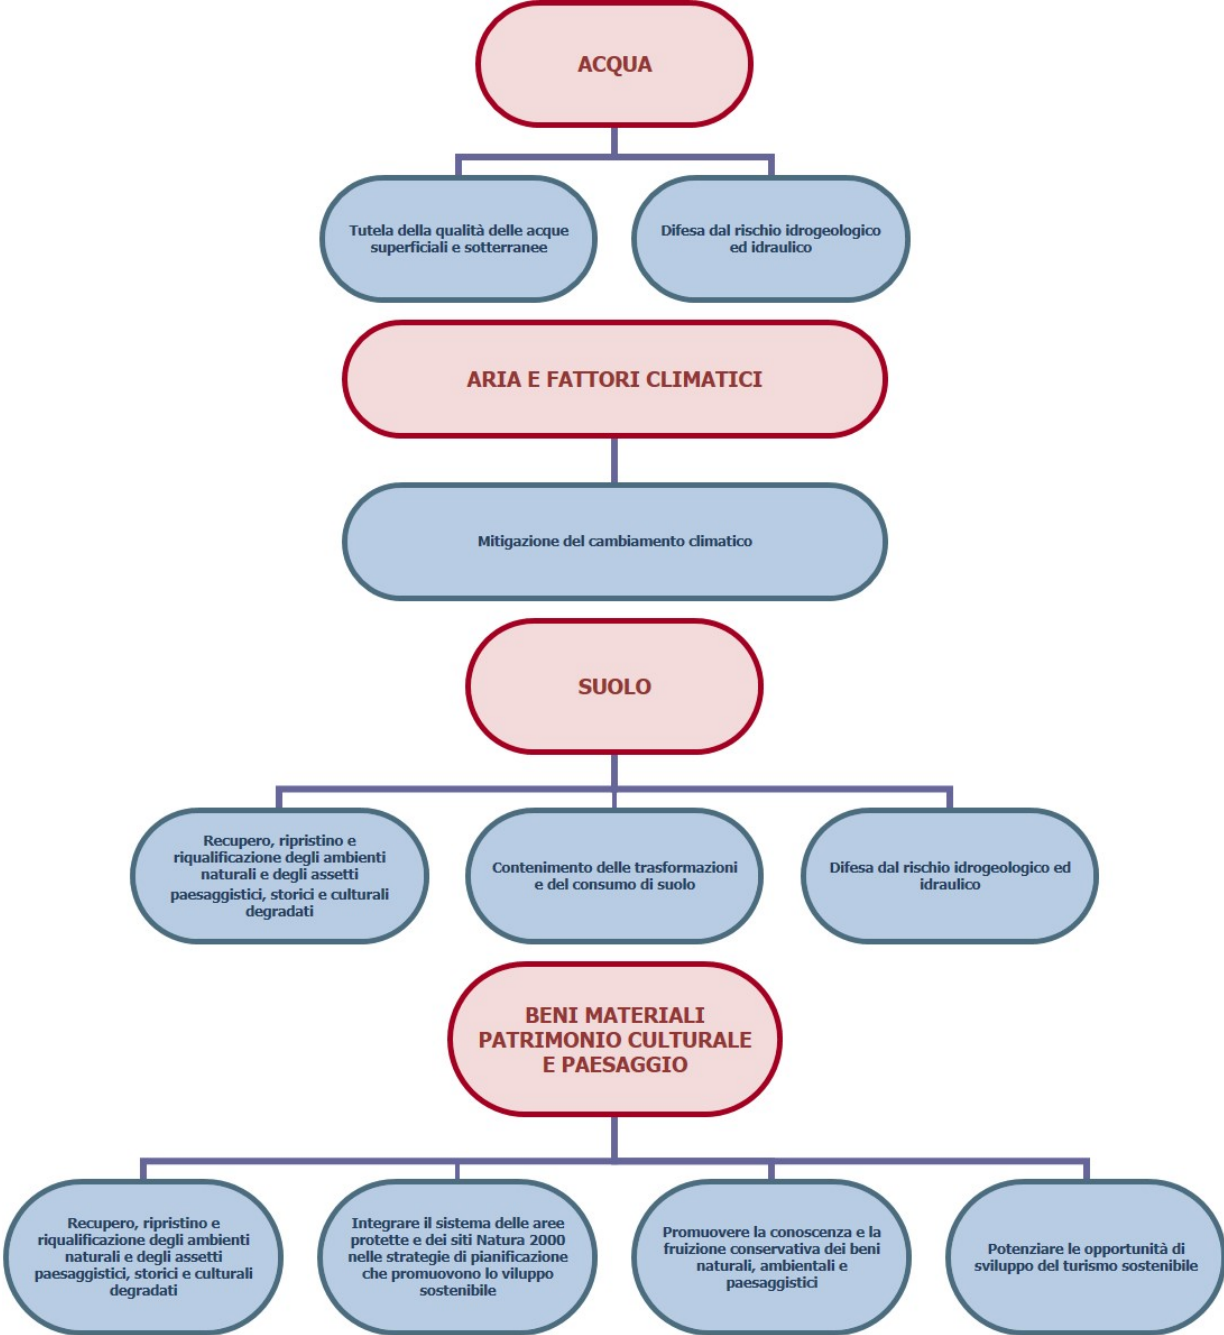 ACQUA
Tutela della qualità delle acque
superficiali e sotterranee
Difesa dal rischio idrogeologico
ed idraulico
ARIA E FATTORI CLIMATICI
Mitigazione del cambiamento climatico
SUOLO
Recupero, ripristino e
riqualificazione degli ambienti
naturali e degli assetti
paesaggistici, storici e culturali
degradati
Contenimento delle trasformazioni
e del consumo di suolo
Difesa dal rischio idrogeologico ed
idraulico
BENI MATERIALI
PATRIMONIO CULTURALE
E PAESAGGIO
Recupero, ripristino e
riqualificazione degli ambienti
naturali e degli assetti
paesaggistici, storici e culturali
degradati
Integrare il sistema delle aree
protette e dei siti Natura 2000
nelle strategie di pianificazione
che promuovono lo viluppo
sostenibile
Promuovere la conoscenza e la
fruizione conservativa dei beni
naturali, ambientali e
paesaggistici
Potenziare le opportunità di
sviluppo del turismo sostenibile